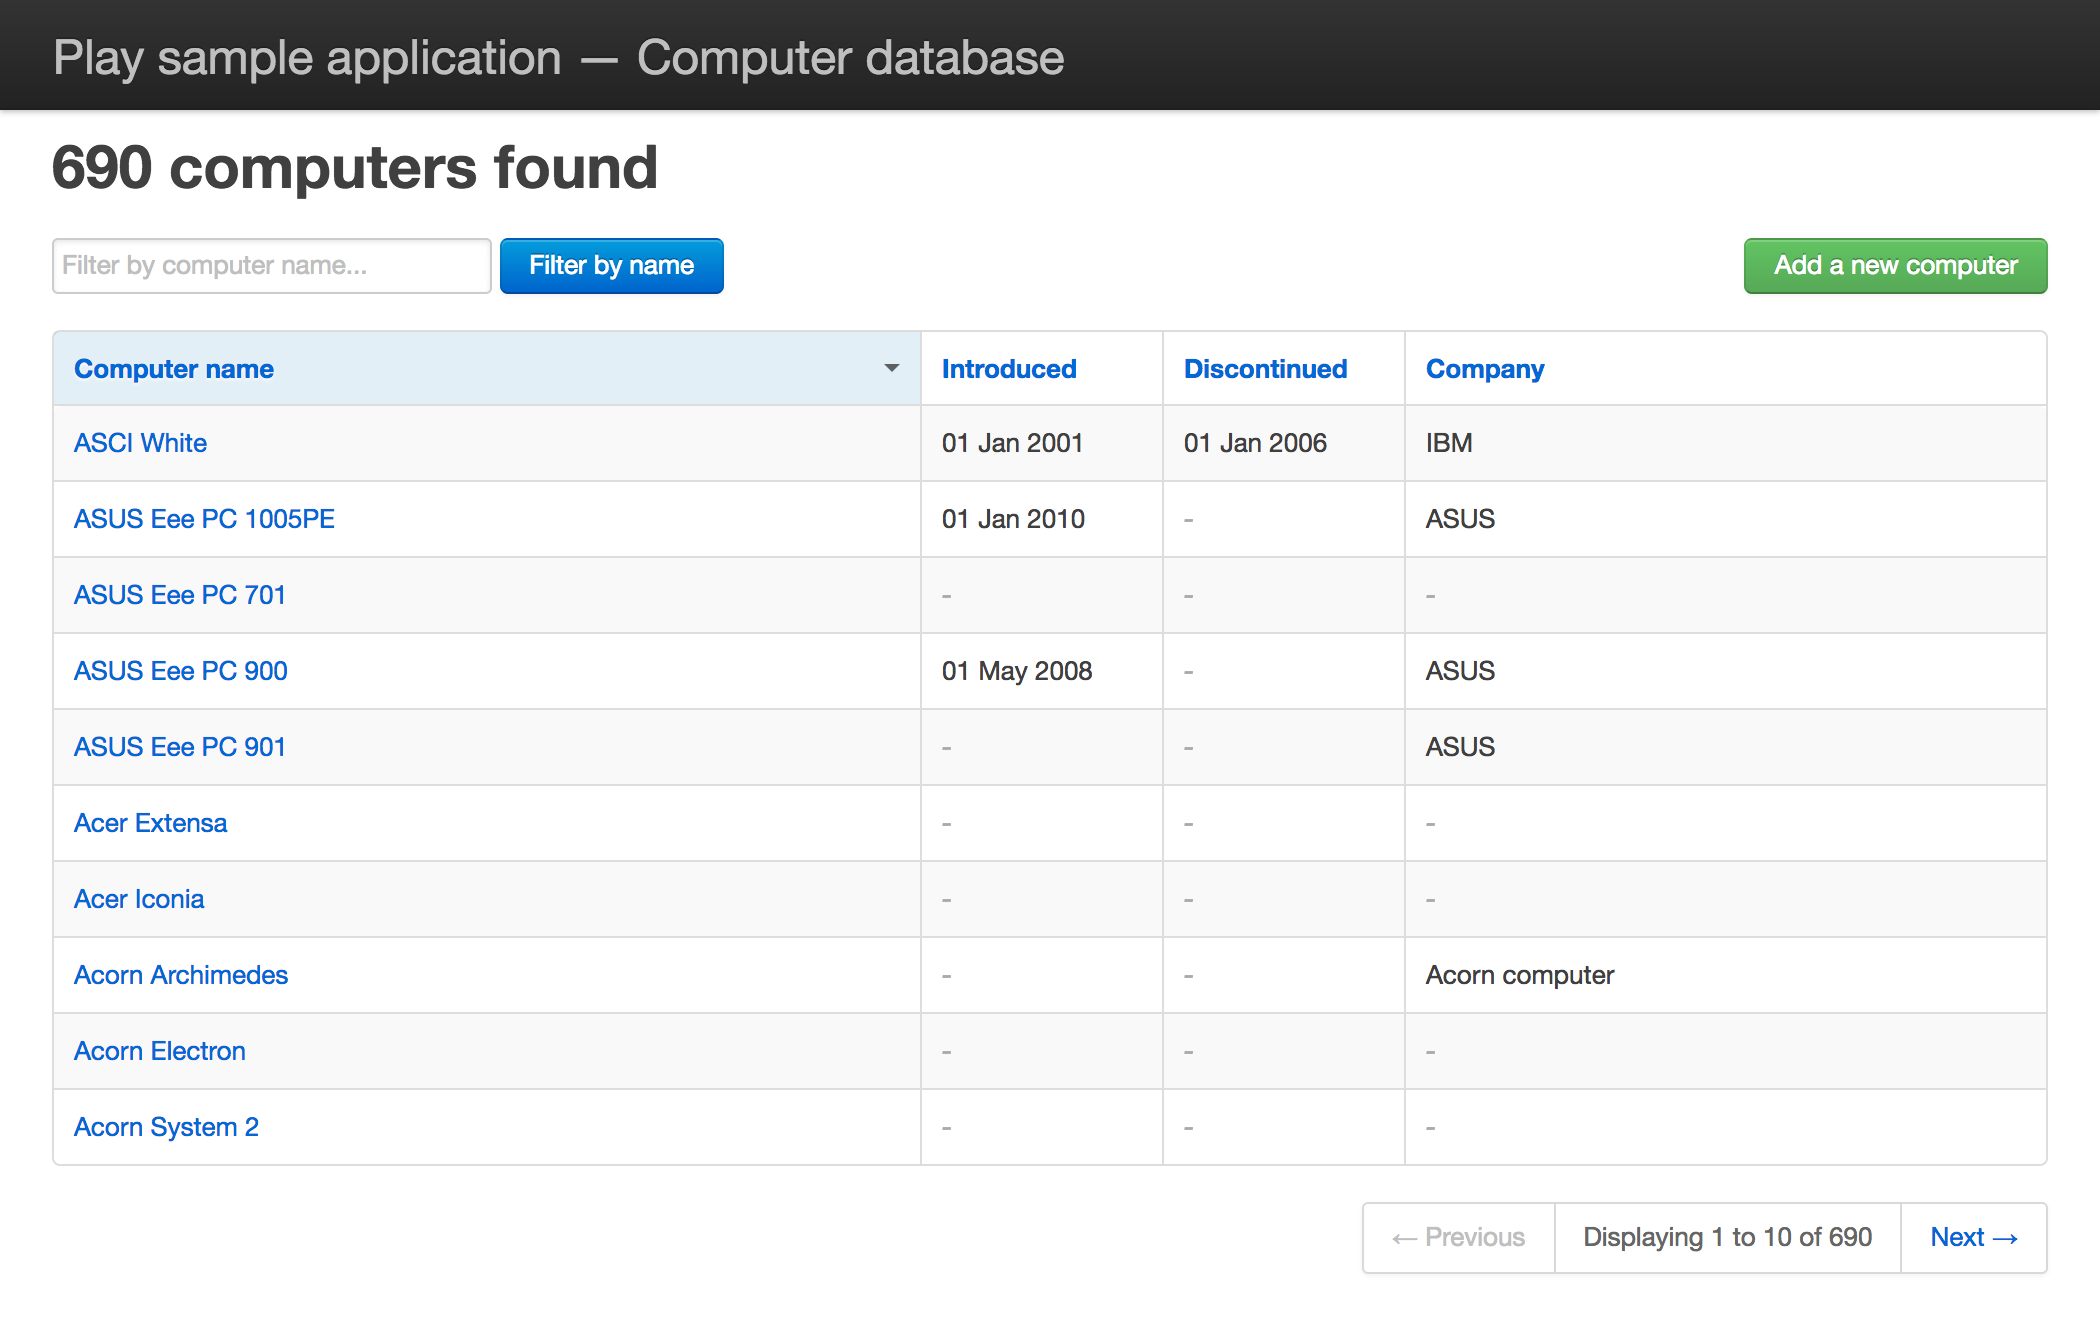 Play sample application — Computer database
690 computers found
Filter by computer name... Filter by name Add a new computer
Computer name Introduced Discontinued Company
ASCI White 01 Jan 2001 01 Jan 2006 IBM
ASUS Eee PC 1005PE 01 Jan 2010 - ASUS
ASUS Eee PC 701 - - -
ASUS Eee PC 900 01 May 2008 - ASUS
ASUS Eee PC 901 - - ASUS
Acer Extensa - - -
Acer Iconia - - -
Acorn Archimedes - - Acorn computer
Acorn Electron - - -
Acorn System 2 - - -
← Previous Displaying 1 to 10 of 690 Next →